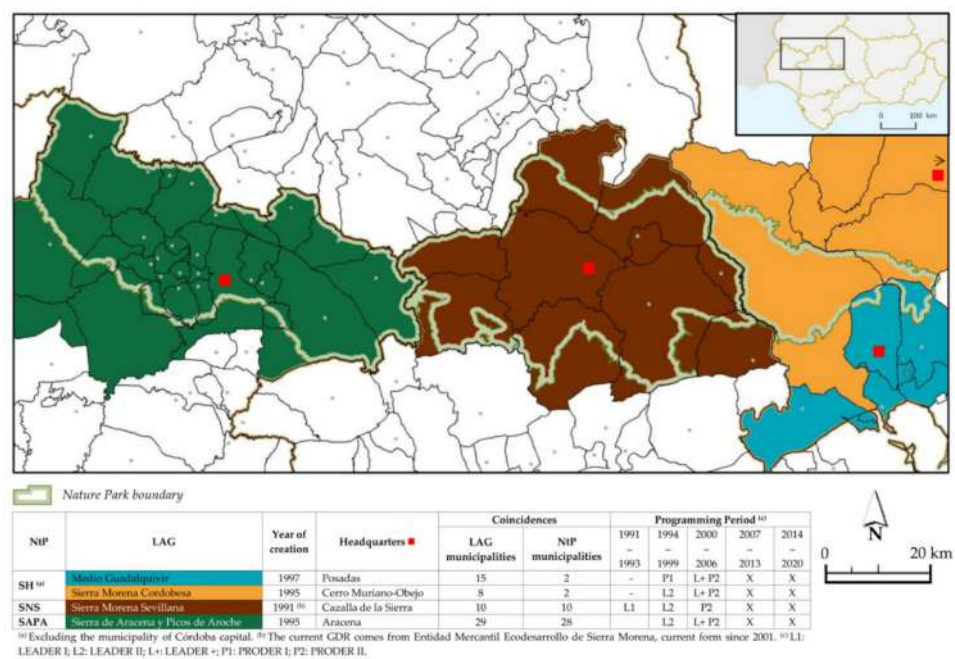 0 100 km
Nature Park boundary
Coincidences Programming Period (c)
NtP LAG Year of creation Headquarters LAG municipalities NtP municipalities 1991 – 1993 1994 – 1999 2000 – 2006 2007 – 2013 2014 – 2020
SH (a) Medio Guadalquivir 1997 Posadas 15 2 - P1 L+ P2 X X
Sierra Morena Cordobesa 1995 Cerro Muriano-Obejo 8 2 - L2 L+ P2 X X
SNS Sierra Morena Sevillana 1991 (b) Cazalla de la Sierra 10 10 L1 L2 P2 X X
SAPA Sierra de Aracena y Picos de Aroche 1995 Aracena 29 28 L2 L+ P2 X X
(a) Excluding the municipality of Córdoba capital. (b) The current GDR comes from Entidad Mercantil Ecodesarrollo de Sierra Morena, current form since 2001. (c) L1:
LEADER I; L2: LEADER II; L+: LEADER +; P1: PRODER I; P2: PRODER II.
N
0 20 km